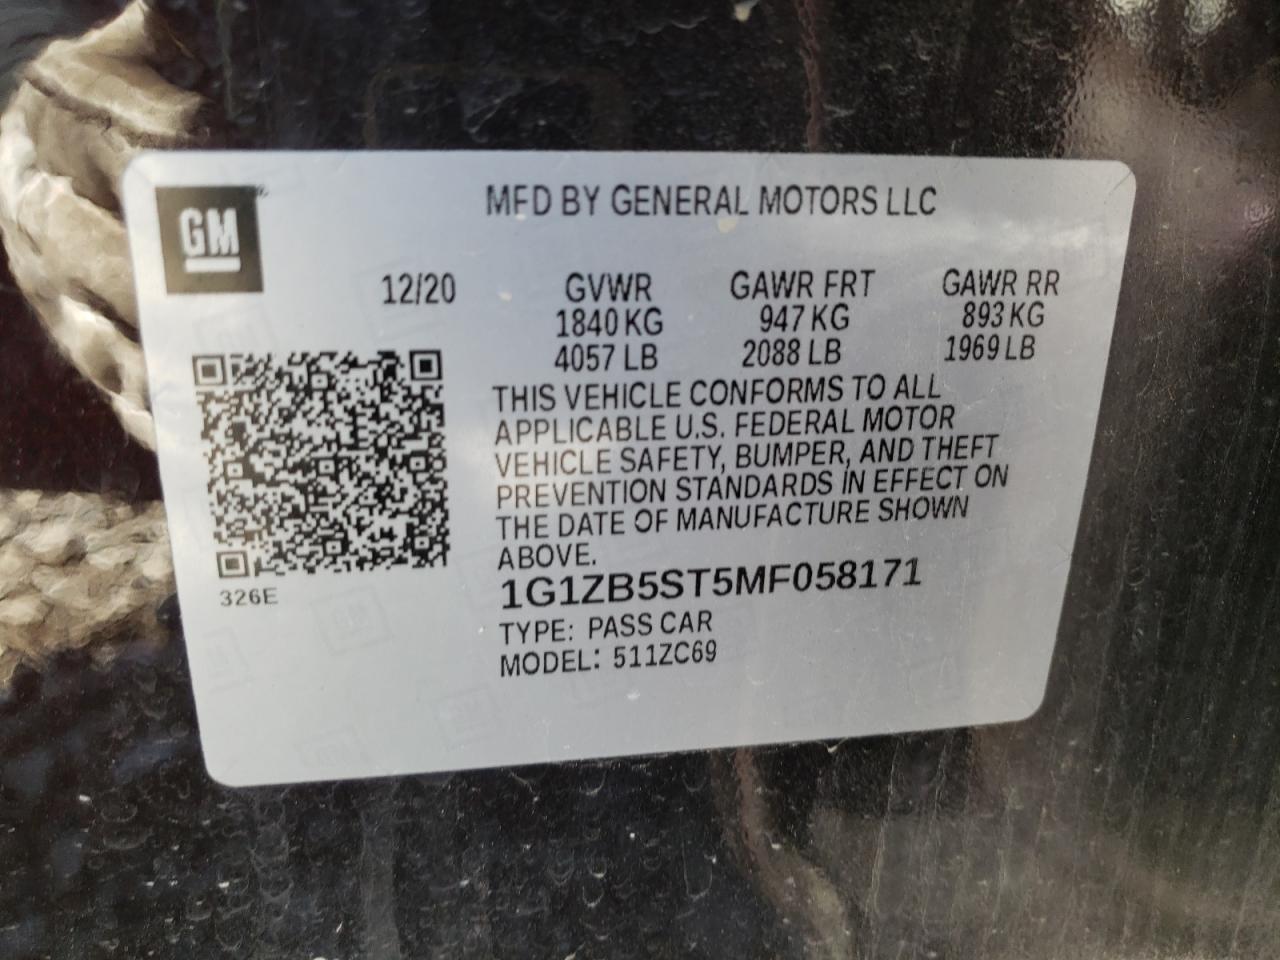 GM
MFD BY GENERAL MOTORS LLC
12/20 GVWR GAWR FRT GAWR RR
1840 KG 947 KG 893 KG
4057 LB 2088 LB 1969 LB
THIS VEHICLE CONFORMS TO ALL
APPLICABLE U.S. FEDERAL MOTOR
VEHICLE SAFETY, BUMPER, AND THEFT
PREVENTION STANDARDS IN EFFECT ON
THE DATE OF MANUFACTURE SHOWN
ABOVE.
326E
1G1ZB5ST5MF058171
TYPE: PASS CAR
MODEL: 511ZC69